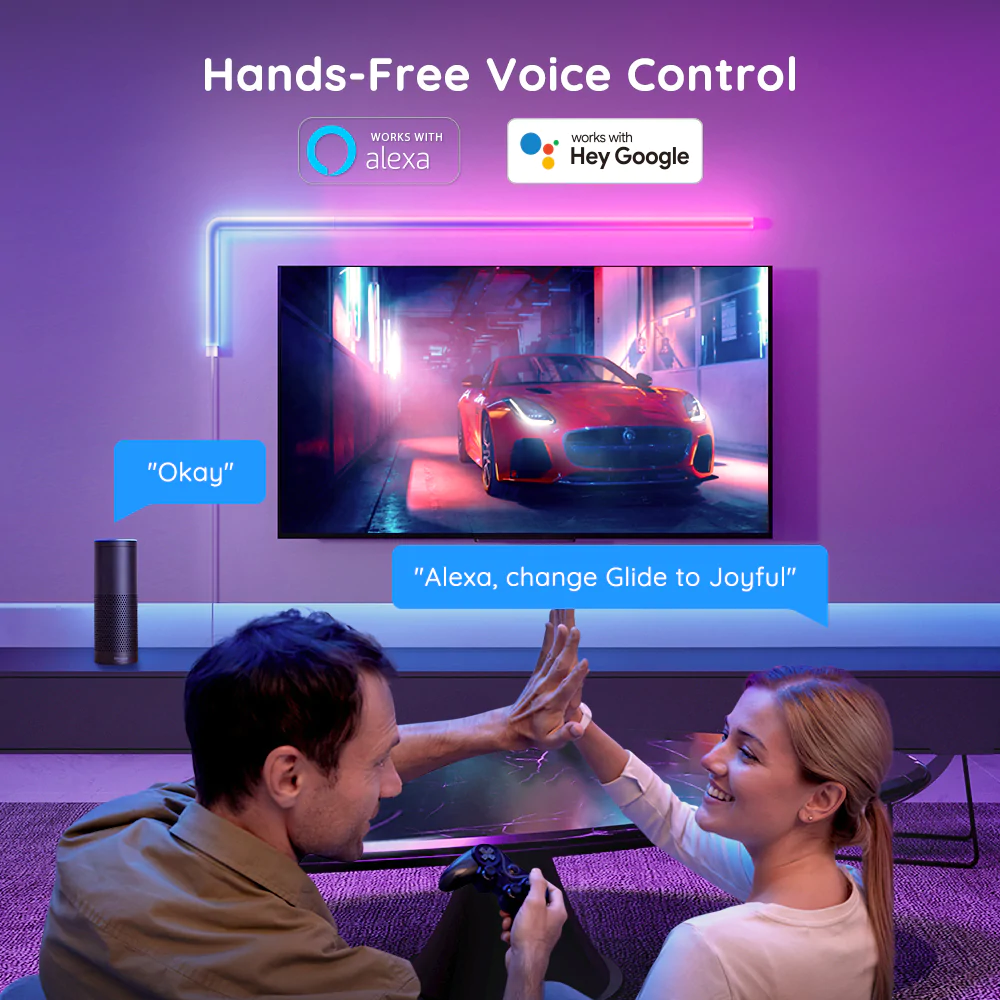 Hands-Free Voice Control
WORKS WITH
alexa
works with
Hey Google
"Okay"
"Alexa, change Glide to Joyful"